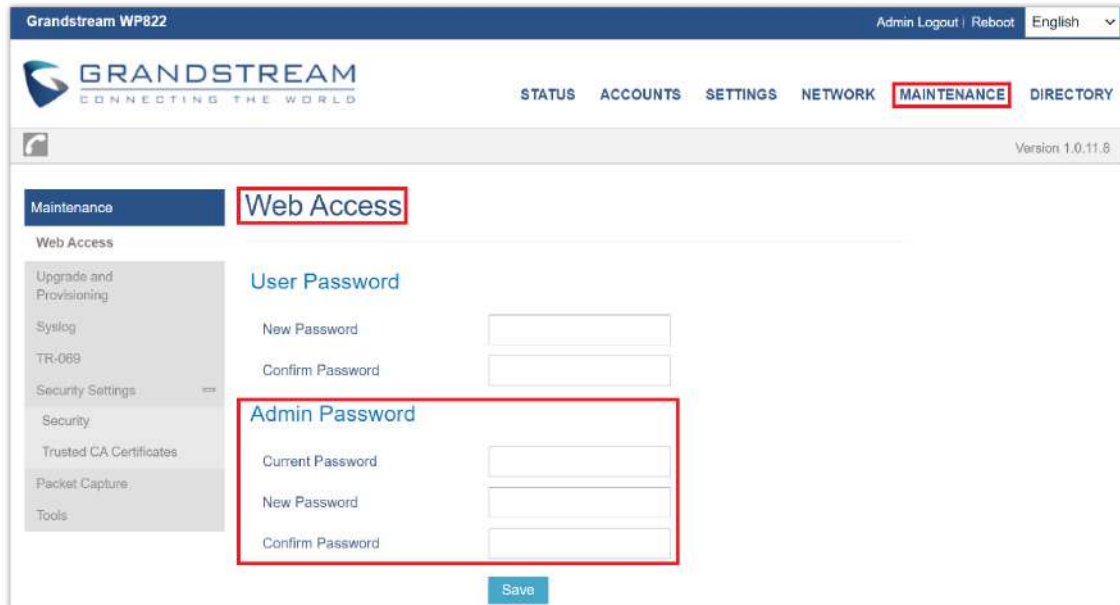 Grandstream WP822
Admin Logout | Reboot English
GRANDSTREAM
CONNECTING THE WORLD
STATUS ACCOUNTS SETTINGS NETWORK MAINTENANCE DIRECTORY
Version 1.0.11.8
Maintenance
Web Access
Upgrade and
Provisioning
Syslog
TR-069
Security Settings
Security
Trusted CA Certificates
Packet Capture
Tools
Web Access
User Password
New Password
Confirm Password
Admin Password
Current Password
New Password
Confirm Password
Save